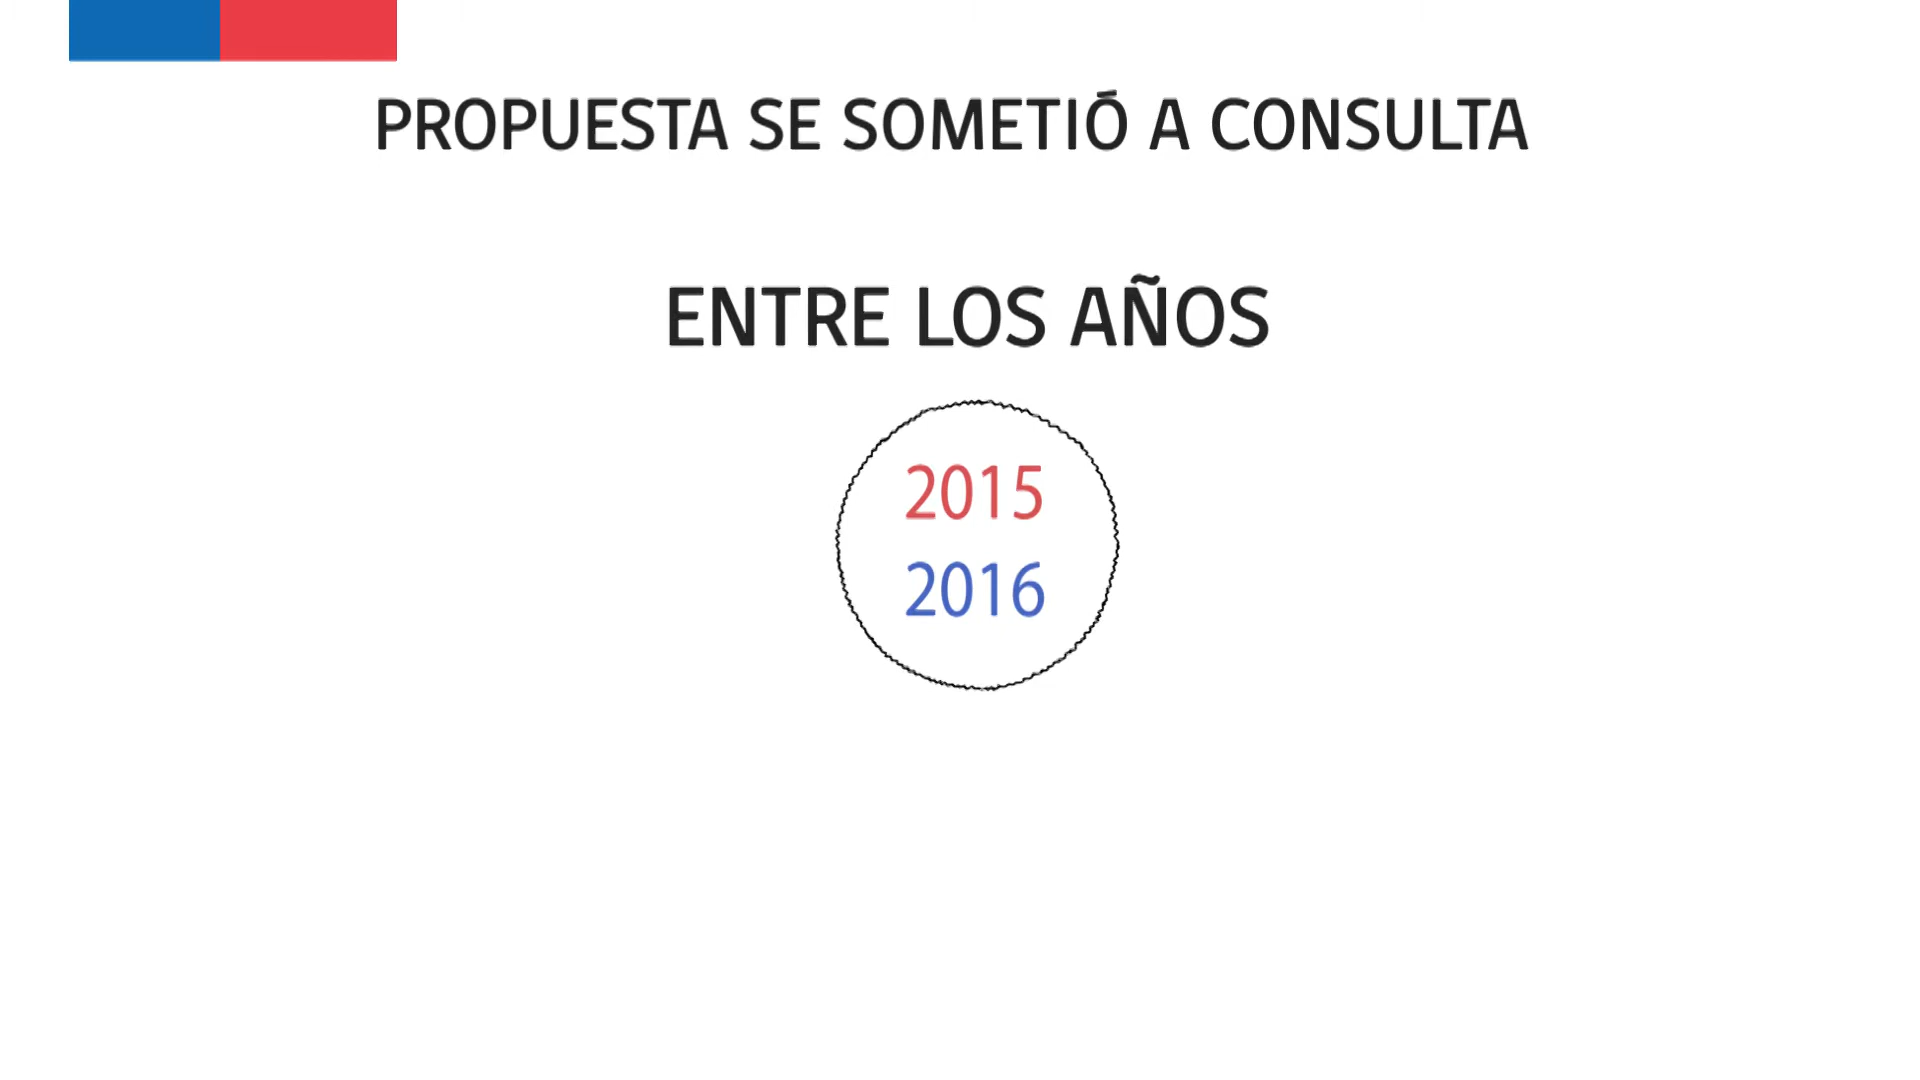 PROPUESTA SE SOMETIÓ A CONSULTA
ENTRE LOS AÑOS
2015
2016